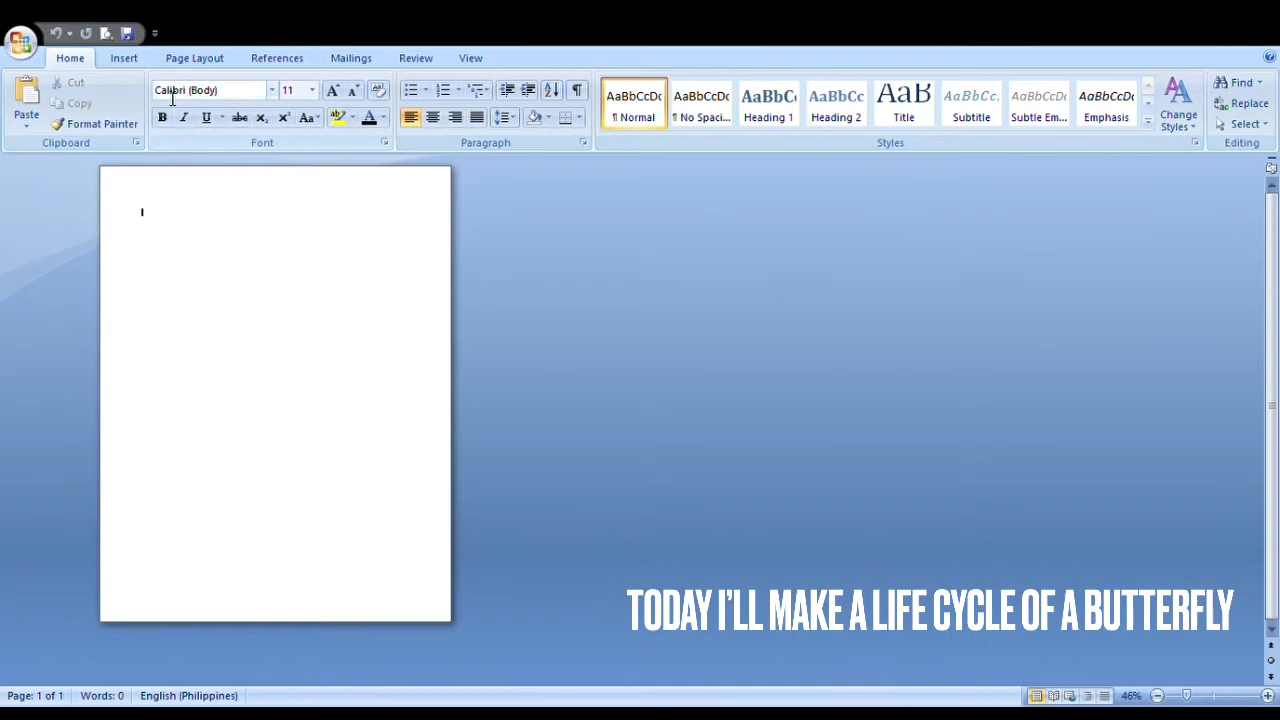 Home Insert Page Layout References Mailings Review View
Paste
Cut
Copy
Format Painter
Clipboard
Calibri (Body) 11
Font
Paragraph
AaBbCcDc AaBbCcDc AaBbCc AaBbCc AaB AaBbCc. AaBbCcDc AaBbCcDc
¶ Normal ¶ No Spaci... Heading 1 Heading 2 Title Subtitle Subtle Em... Emphasis
Change Styles
Styles
Find
Replace
Select
Editing
TODAY I'LL MAKE A LIFE CYCLE OF A BUTTERFLY
Page: 1 of 1 Words: 0 English (Philippines) 46%